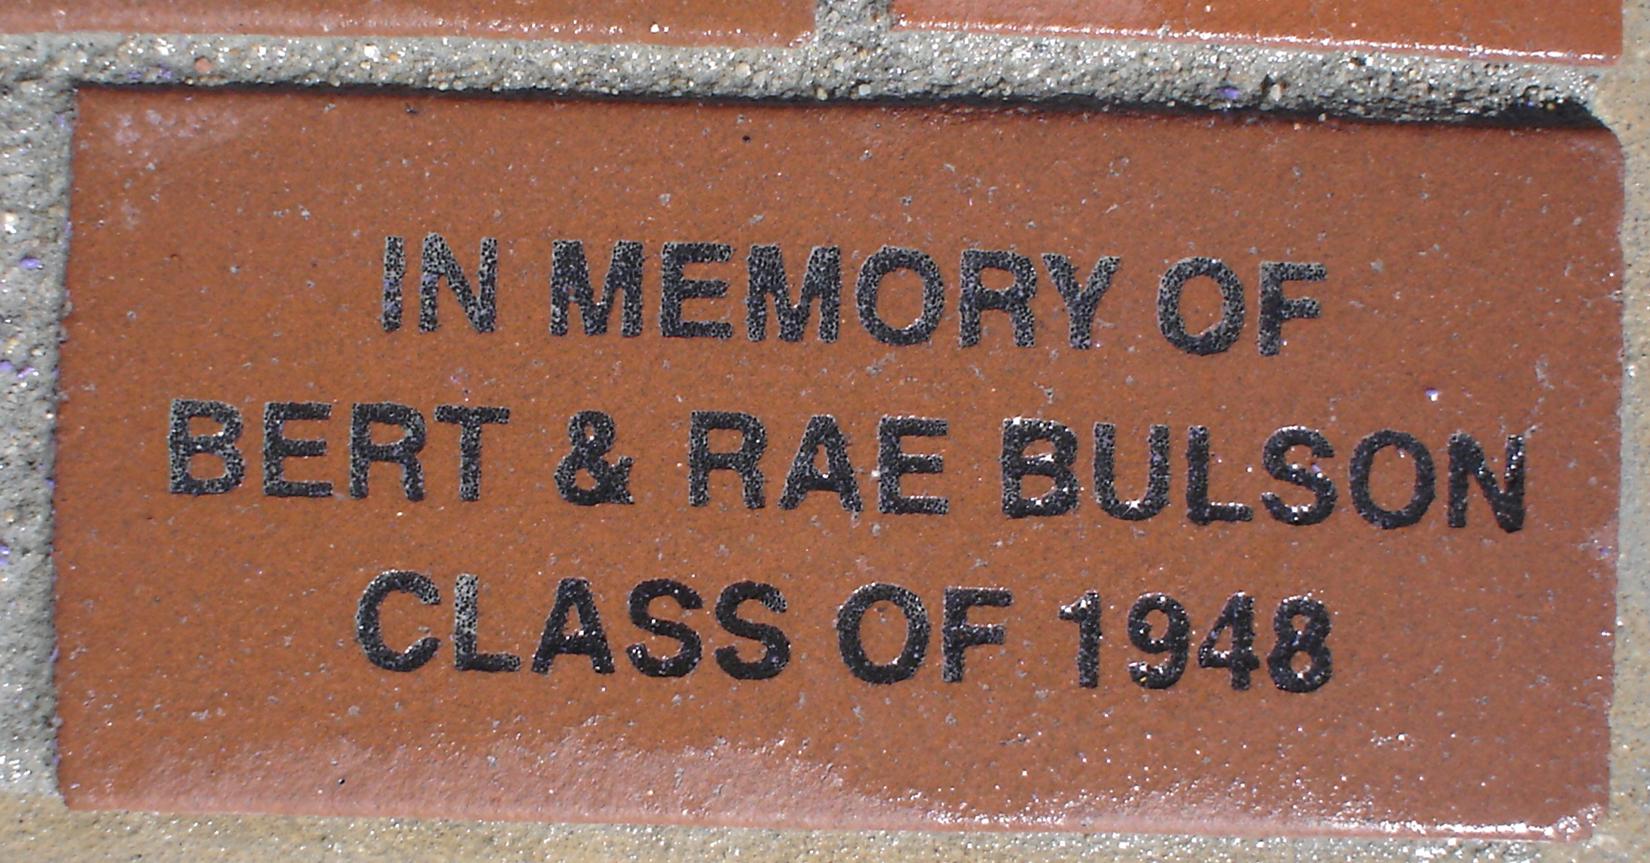 IN MEMORY OF
BERT & RAE BULSON
CLASS OF 1948